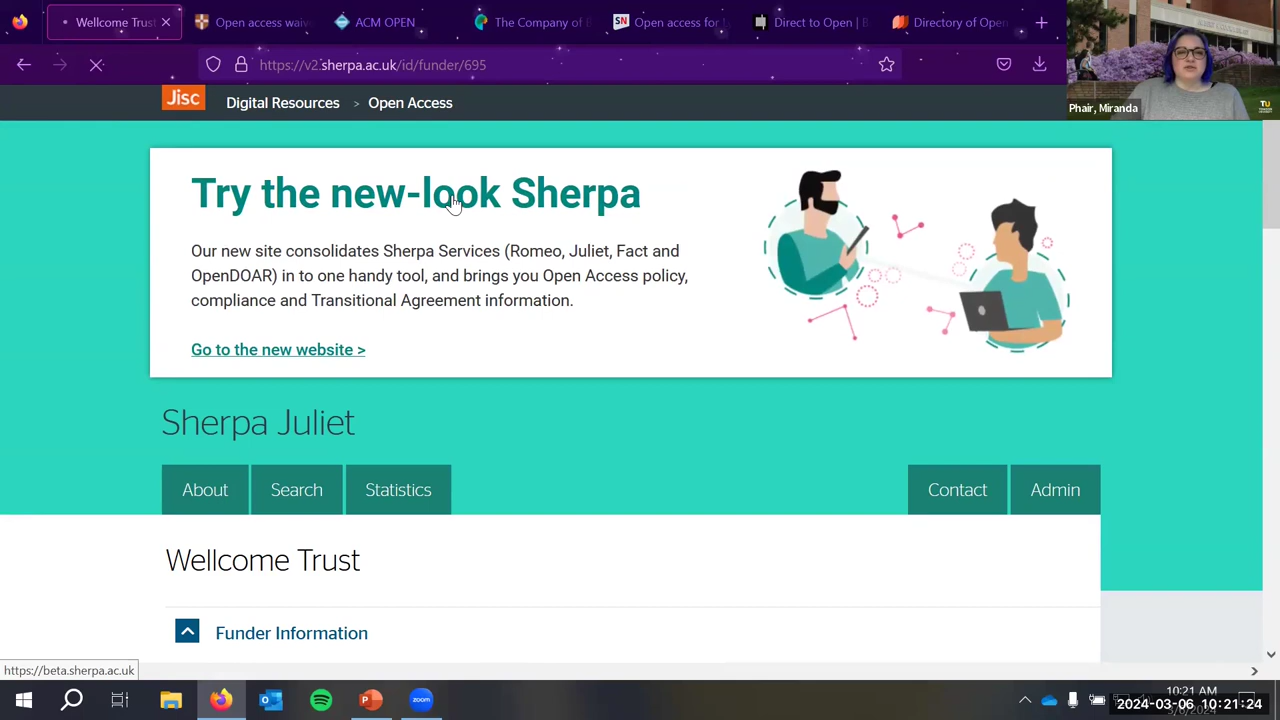 Wellcome Trus
Open access waiv
ACM OPEN
The Company of B
SN
Open access for l
Direct to Open | B
Directory of Open
https://v2.sherpa.ac.uk/id/funder/695
Phair, Miranda
TU
Jisc
Digital Resources > Open Access
Try the new-look Sherpa
Our new site consolidates Sherpa Services (Romeo, Juliet, Fact and
OpenDOAR) in to one handy tool, and brings you Open Access policy,
compliance and Transitional Agreement information.
Go to the new website >
Sherpa Juliet
About
Search
Statistics
Contact
Admin
Wellcome Trust
Funder Information
https://beta.sherpa.ac.uk
zoom
10:21 AM
2024-03-06 10:21:24